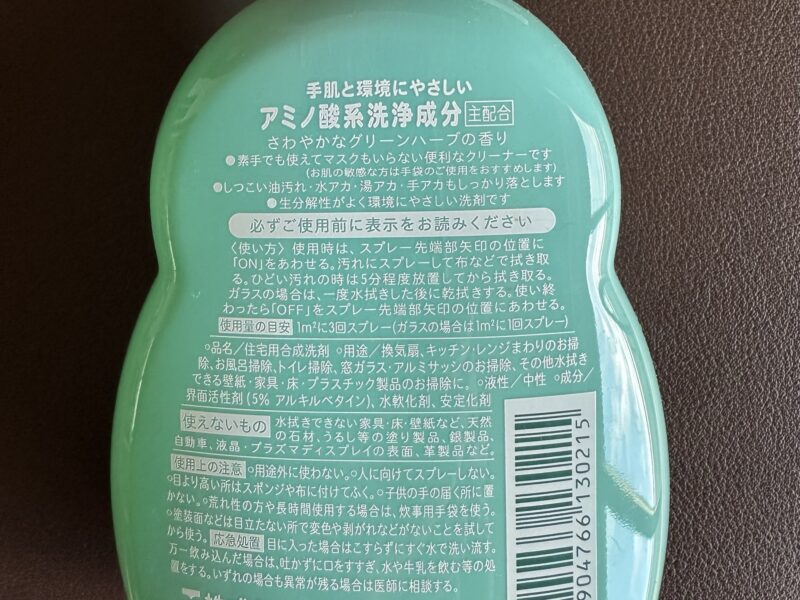 手肌と環境にやさしい
アミノ酸系洗浄成分 主配合
さわやかなグリーンハーブの香り
●素手でも使えてマスクもいらない便利なクリーナーです
(お肌の敏感な方は手袋のご使用をおすすめします)
●しつこい油汚れ・水アカ・湯アカ・手アカもしっかり落とします
●生分解性がよく環境にやさしい洗剤です
必ずご使用前に表示をお読みください
〈使い方〉使用時は、スプレー先端部矢印の位置に
「ON」をあわせる。汚れにスプレーして布などで拭き取
る。ひどい汚れの時は5分程度放置してから拭き取る。
ガラスの場合は、一度水拭きした後に乾拭きする。使い終
わったら「OFF」をスプレー先端部矢印の位置にあわせる。
使用量の目安 1m²に3回スプレー(ガラスの場合は1m²に1回スプレー)
○品名/住宅用合成洗剤 ○用途/換気扇、キッチン・レンジまわりのお掃
除、お風呂掃除、トイレ掃除、窓ガラス・アルミサッシのお掃除、その他水拭き
できる壁紙・家具・床・プラスチック製品のお掃除に。○液性/中性 ○成分/
界面活性剤(5% アルキルベタイン)、水軟化剤、安定化剤
使えないもの 水拭きできない家具・床・壁紙など、天然
の石材、うるし等の塗り製品、銀製品、
自動車、液晶・プラズマディスプレイの表面、革製品など。
使用上の注意 ○用途外に使わない。○人に向けてスプレーしない。
○目より高い所はスポンジや布に付けてふく。○子供の手の届く所に置
かない。○荒れ性の方や長時間使用する場合は、炊事用手袋を使う。
○塗装面などは目立たない所で変色や剥がれなどがないことを試して
から使う。 応急処置 目に入った場合はこすらずにすぐ水で洗い流す。
万一飲み込んだ場合は、吐かずに口をすすぎ、水や牛乳を飲む等の処
置をする。いずれの場合も異常が残る場合は医師に相談する。
904766 130215